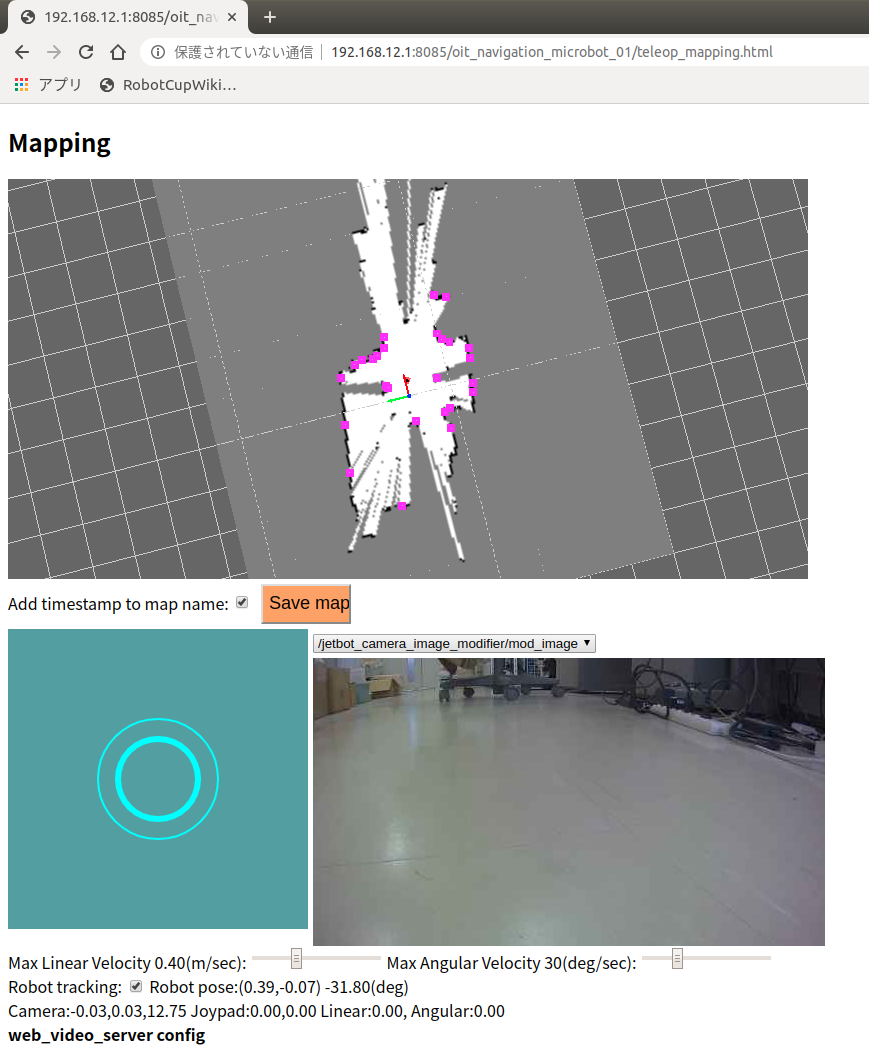 192.168.12.1:8085/oit_nav
保護されていない通信 192.168.12.1:8085/oit_navigation_microbot_01/teleop_mapping.html
アプリ RobotCupWiki…
Mapping
Add timestamp to map name: Save map
/jetbot_camera_image_modifier/mod_image
Max Linear Velocity 0.40(m/sec): Max Angular Velocity 30(deg/sec):
Robot tracking: Robot pose:(0.39,-0.07) -31.80(deg)
Camera:-0.03,0.03,12.75 Joypad:0.00,0.00 Linear:0.00, Angular:0.00
web_video_server config